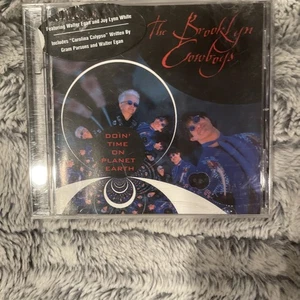 Featuring Walter Egan and Joy Lynn White
Includes "Carolina Calypso" Written By
Gram Parsons and Walter Egan
The Brooklyn
Cowboys
DOIN'
TIME
ON
PLANET
EARTH